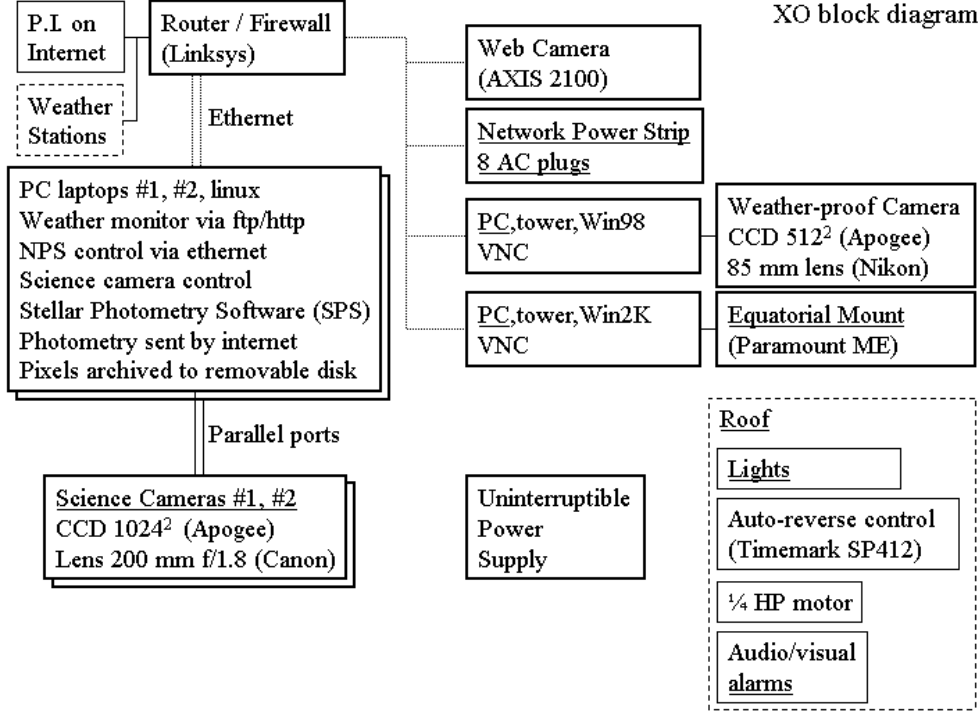 XO block diagram
P.I. on
Internet
Router / Firewall
(Linksys)
Weather
Stations
Ethernet
Web Camera
(AXIS 2100)
Network Power Strip
8 AC plugs
PC laptops #1, #2, linux
Weather monitor via ftp/http
NPS control via ethernet
Science camera control
Stellar Photometry Software (SPS)
Photometry sent by internet
Pixels archived to removable disk
PC,tower,Win98
VNC
Weather-proof Camera
CCD 512² (Apogee)
85 mm lens (Nikon)
PC,tower,Win2K
VNC
Equatorial Mount
(Paramount ME)
Parallel ports
Science Cameras #1, #2
CCD 1024² (Apogee)
Lens 200 mm f/1.8 (Canon)
Uninterruptible
Power
Supply
Roof
Lights
Auto-reverse control
(Timemark SP412)
¼ HP motor
Audio/visual
alarms